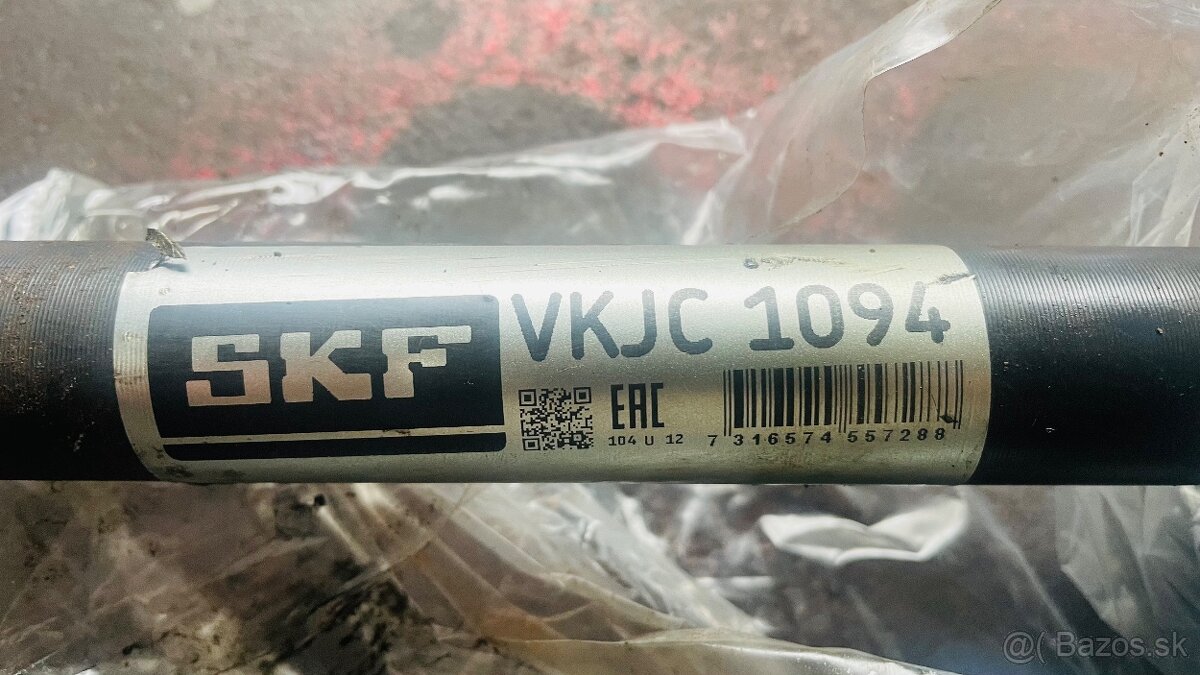 SKF
VKJC 1094
EAC
104 U 12
7 316574 557288
@( Bazos.sk